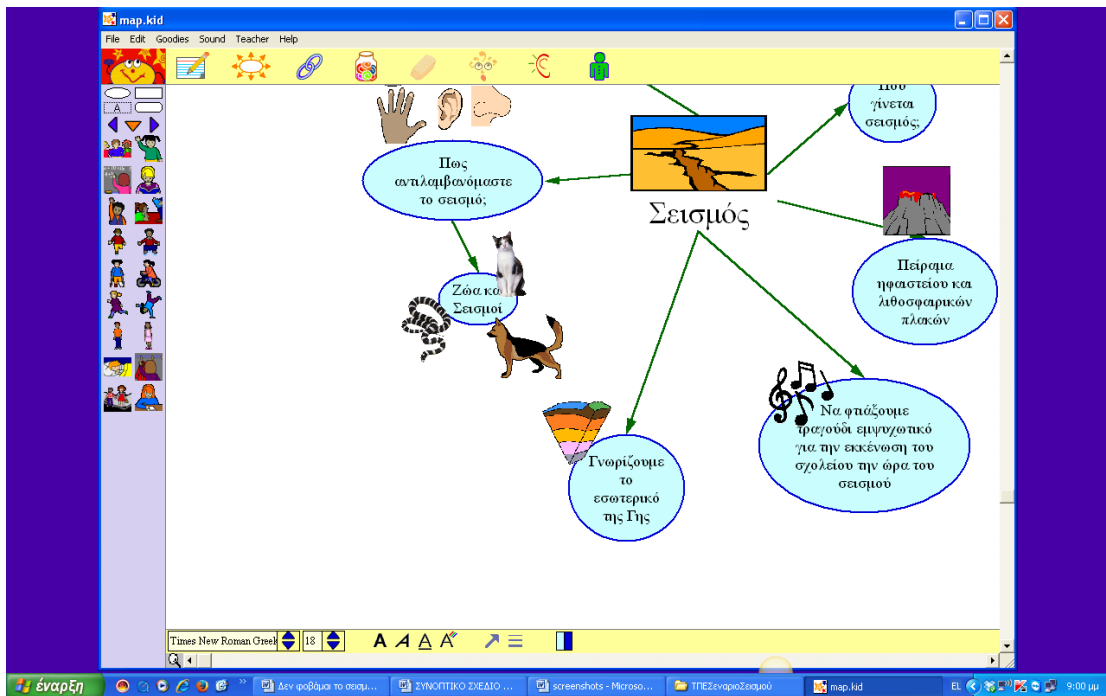 map.kid
File Edit Goodies Sound Teacher Help
A
Που
γίνεται
σεισμός;
Πως
αντιλαμβανόμαστε
το σεισμό;
Σεισμός
Πείραμα
ηφαιστείου και
λιθοσφαιρικών
πλακών
Ζώα και
Σεισμοί
Να φτιάξουμε
τραγούδι εμψυχωτικό
για την εκκένωση του
σχολείου την ώρα του
σεισμού
Γνωρίζουμε
το
εσωτερικό
της Γης
Times New Roman Greek 18 A A A A
έναρξη Δεν φοβάμαι το σεισμ... ΣΥΝΟΠΤΙΚΟ ΣΧΕΔΙΟ ... screenshots - Microso... ΤΠΕΣεναριοΣεισμού map.kid EL 9:00 μμ